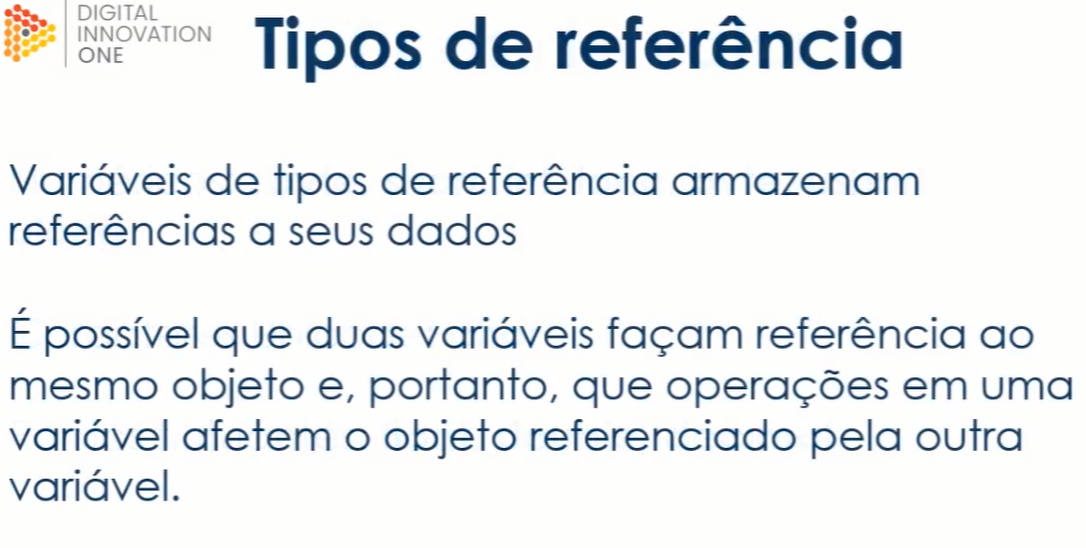 DIGITAL
INNOVATION
ONE
Tipos de referência
Variáveis de tipos de referência armazenam
referências a seus dados
É possível que duas variáveis façam referência ao
mesmo objeto e, portanto, que operações em uma
variável afetem o objeto referenciado pela outra
variável.